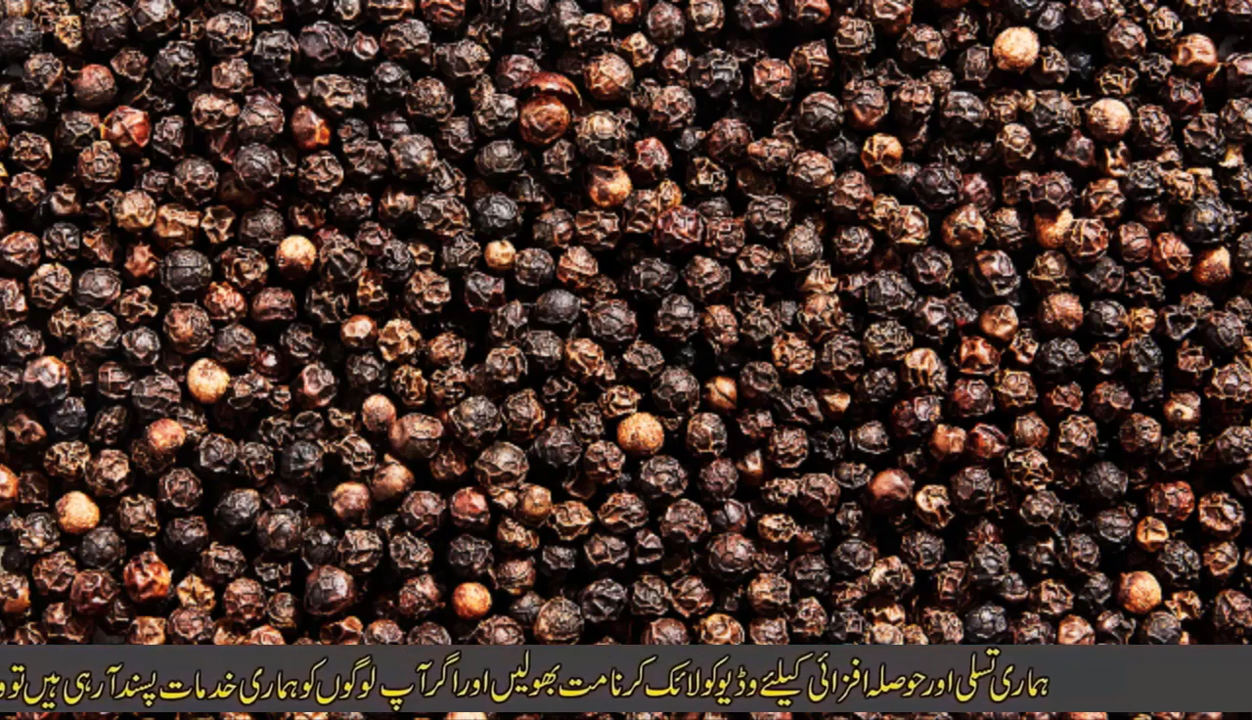 ہماری تسلی اور حوصلہ افزائی کیلئے وڈیو کو لائک کرنا مت بھولیں اور اگر آپ لوگوں کو ہماری خدمات پسند آ رہی ہیں تو و